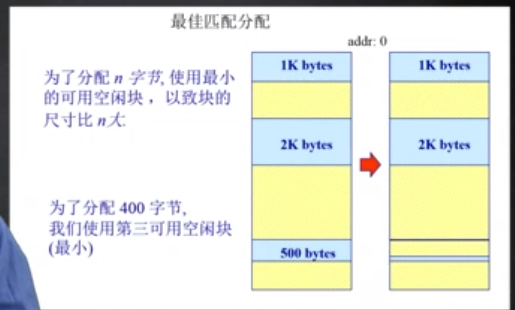 最佳匹配分配
addr: 0
为了分配 n 字节, 使用最小
的可用空闲块，以致块的
尺寸比 n大.
为了分配 400 字节,
我们使用第三可用空闲块
(最小)
1K bytes
2K bytes
500 bytes
1K bytes
2K bytes